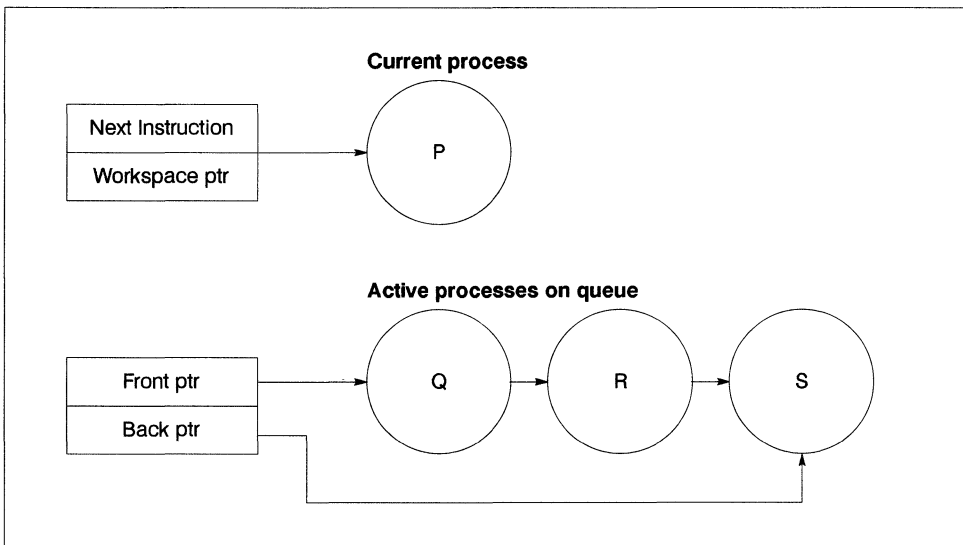 Current process
Next Instruction
Workspace ptr
P
Active processes on queue
Front ptr
Back ptr
Q
R
S